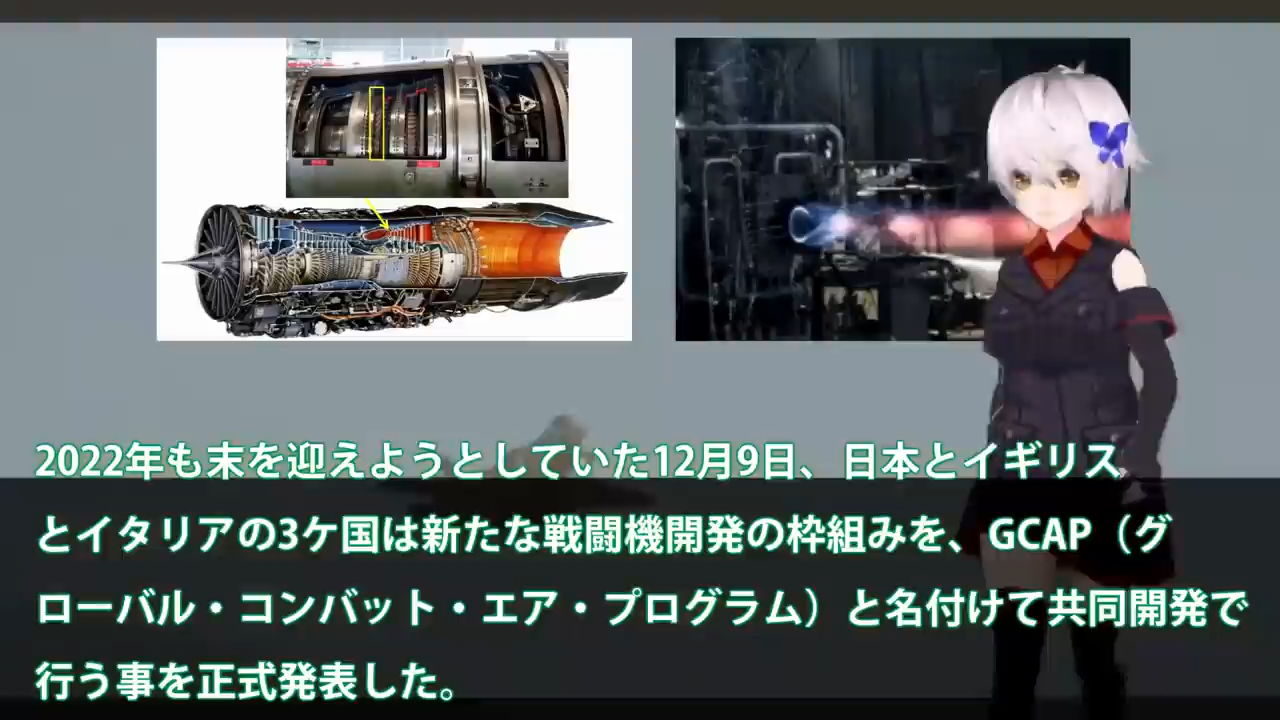 2022年も末を迎えようとしていた12月9日、日本とイギリス
とイタリアの3ケ国は新たな戦闘機開発の枠組みを、GCAP（グ
ローバル・コンバット・エア・プログラム）と名付けて共同開発で
行う事を正式発表した。